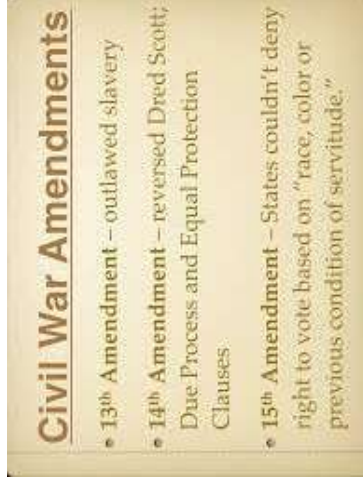 Civil War Amendments
• 13th Amendment – outlawed slavery
• 14th Amendment – reversed Dred Scott;
Due Process and Equal Protection
Clauses
• 15th Amendment – States couldn't deny
right to vote based on "race, color or
previous condition of servitude."